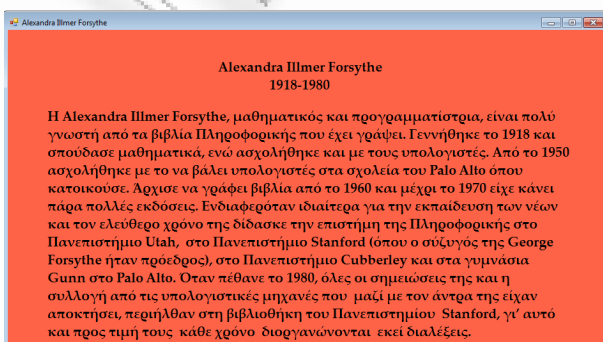 Alexandra Illmer Forsythe
Alexandra Illmer Forsythe
1918-1980
Η Alexandra Illmer Forsythe, μαθηματικός και προγραμματίστρια, είναι πολύ
γνωστή από τα βιβλία Πληροφορικής που έχει γράψει. Γεννήθηκε το 1918 και
σπούδασε μαθηματικά, ενώ ασχολήθηκε και με τους υπολογιστές. Από το 1950
ασχολήθηκε με το να βάλει υπολογιστές στα σχολεία του Palo Alto όπου
κατοικούσε. Άρχισε να γράφει βιβλία από το 1960 και μέχρι το 1970 είχε κάνει
πάρα πολλές εκδόσεις. Ενδιαφερόταν ιδιαίτερα για την εκπαίδευση των νέων
και τον ελεύθερο χρόνο της δίδασκε την επιστήμη της Πληροφορικής στο
Πανεπιστήμιο Utah, στο Πανεπιστήμιο Stanford (όπου ο σύζυγός της George
Forsythe ήταν πρόεδρος), στο Πανεπιστήμιο Cubberley και στα γυμνάσια
Gunn στο Palo Alto. Όταν πέθανε το 1980, όλες οι σημειώσεις της και η
συλλογή από τις υπολογιστικές μηχανές που μαζί με τον άντρα της είχαν
αποκτήσει, περιήλθαν στη βιβλιοθήκη του Πανεπιστημίου Stanford, γι' αυτό
και προς τιμή τους κάθε χρόνο διοργανώνονται εκεί διαλέξεις.